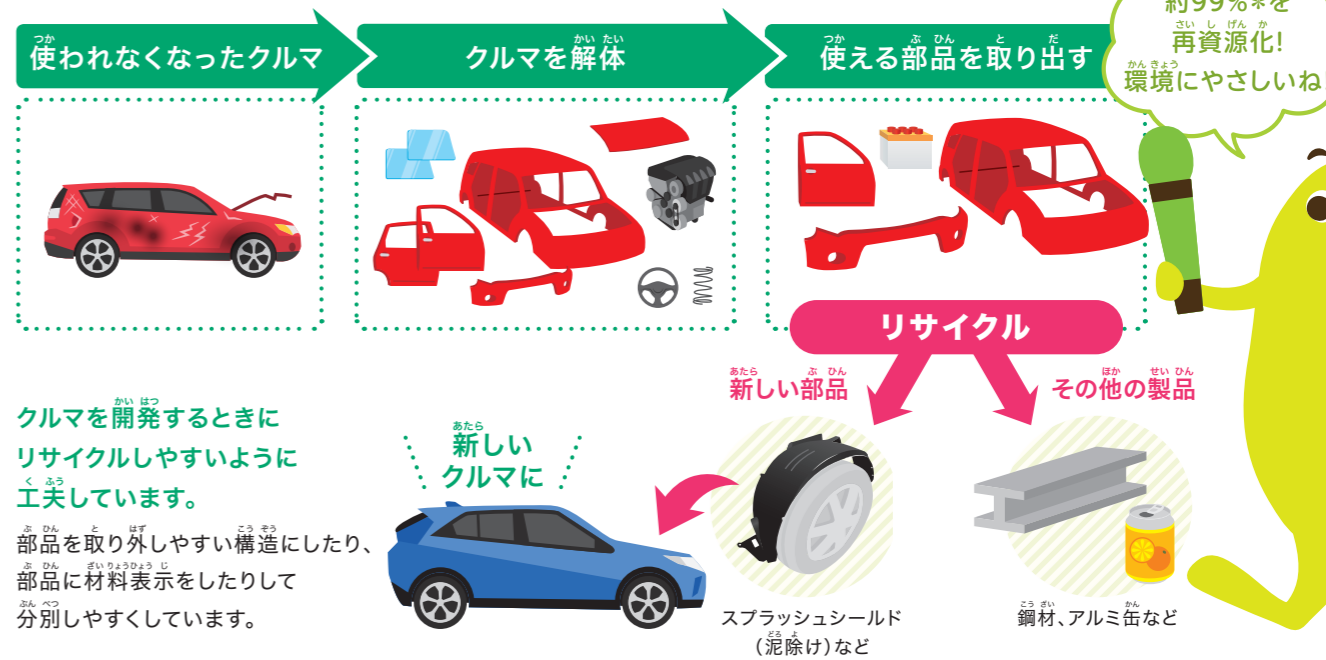 使われなくなったクルマ
クルマを解体
使える部品を取り出す
約99%*を
再資源化!
環境にやさしいね
リサイクル
新しい部品
その他の製品
クルマを開発するときに
リサイクルしやすいように
工夫しています。
部品を取り外しやすい構造にしたり、
部品に材料表示をしたりして
分別しやすくしています。
新しい
クルマに
スプラッシュシールド
(泥除け)など
鋼材、アルミ缶など